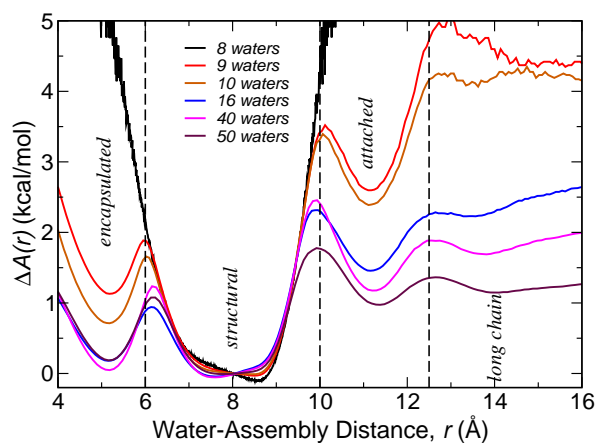 5
4
3
2
1
0
ΔA(r) (kcal/mol)
8 waters
9 waters
10 waters
16 waters
40 waters
50 waters
encapsulated
structural
attached
long chain
4 6 8 10 12 14 16
Water-Assembly Distance, r (Å)